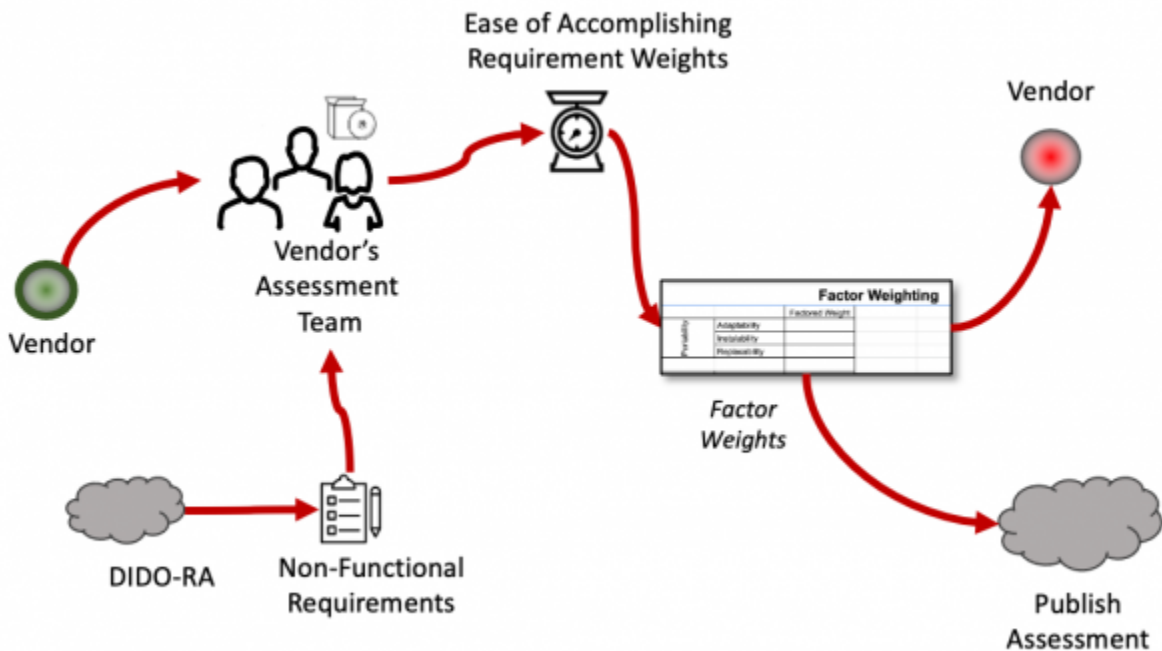 Ease of Accomplishing
Requirement Weights
Vendor
Vendor's
Assessment
Team
Vendor
Factor Weighting
Factored Weight
Portability
Adaptability
Instalability
Replaceability
Factor
Weights
DIDO-RA
Non-Functional
Requirements
Publish
Assessment